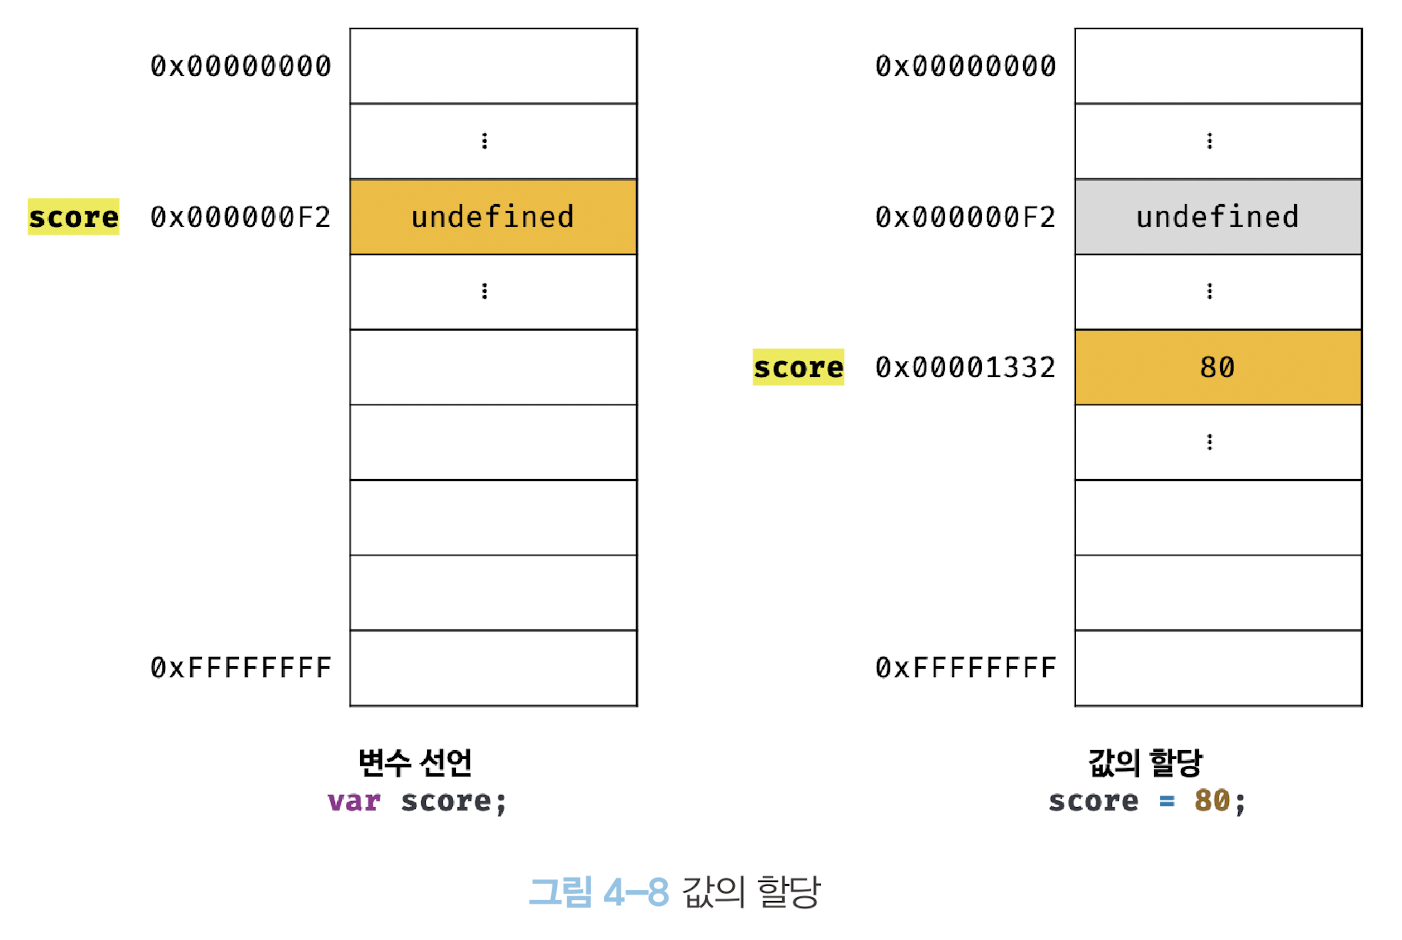 0x00000000
⋮
score 0x000000F2 undefined
⋮
0xFFFFFFFF
변수 선언
var score;
0x00000000
⋮
0x000000F2 undefined
⋮
score 0x00001332 80
⋮
0xFFFFFFFF
값의 할당
score = 80;
그림 4-8 값의 할당